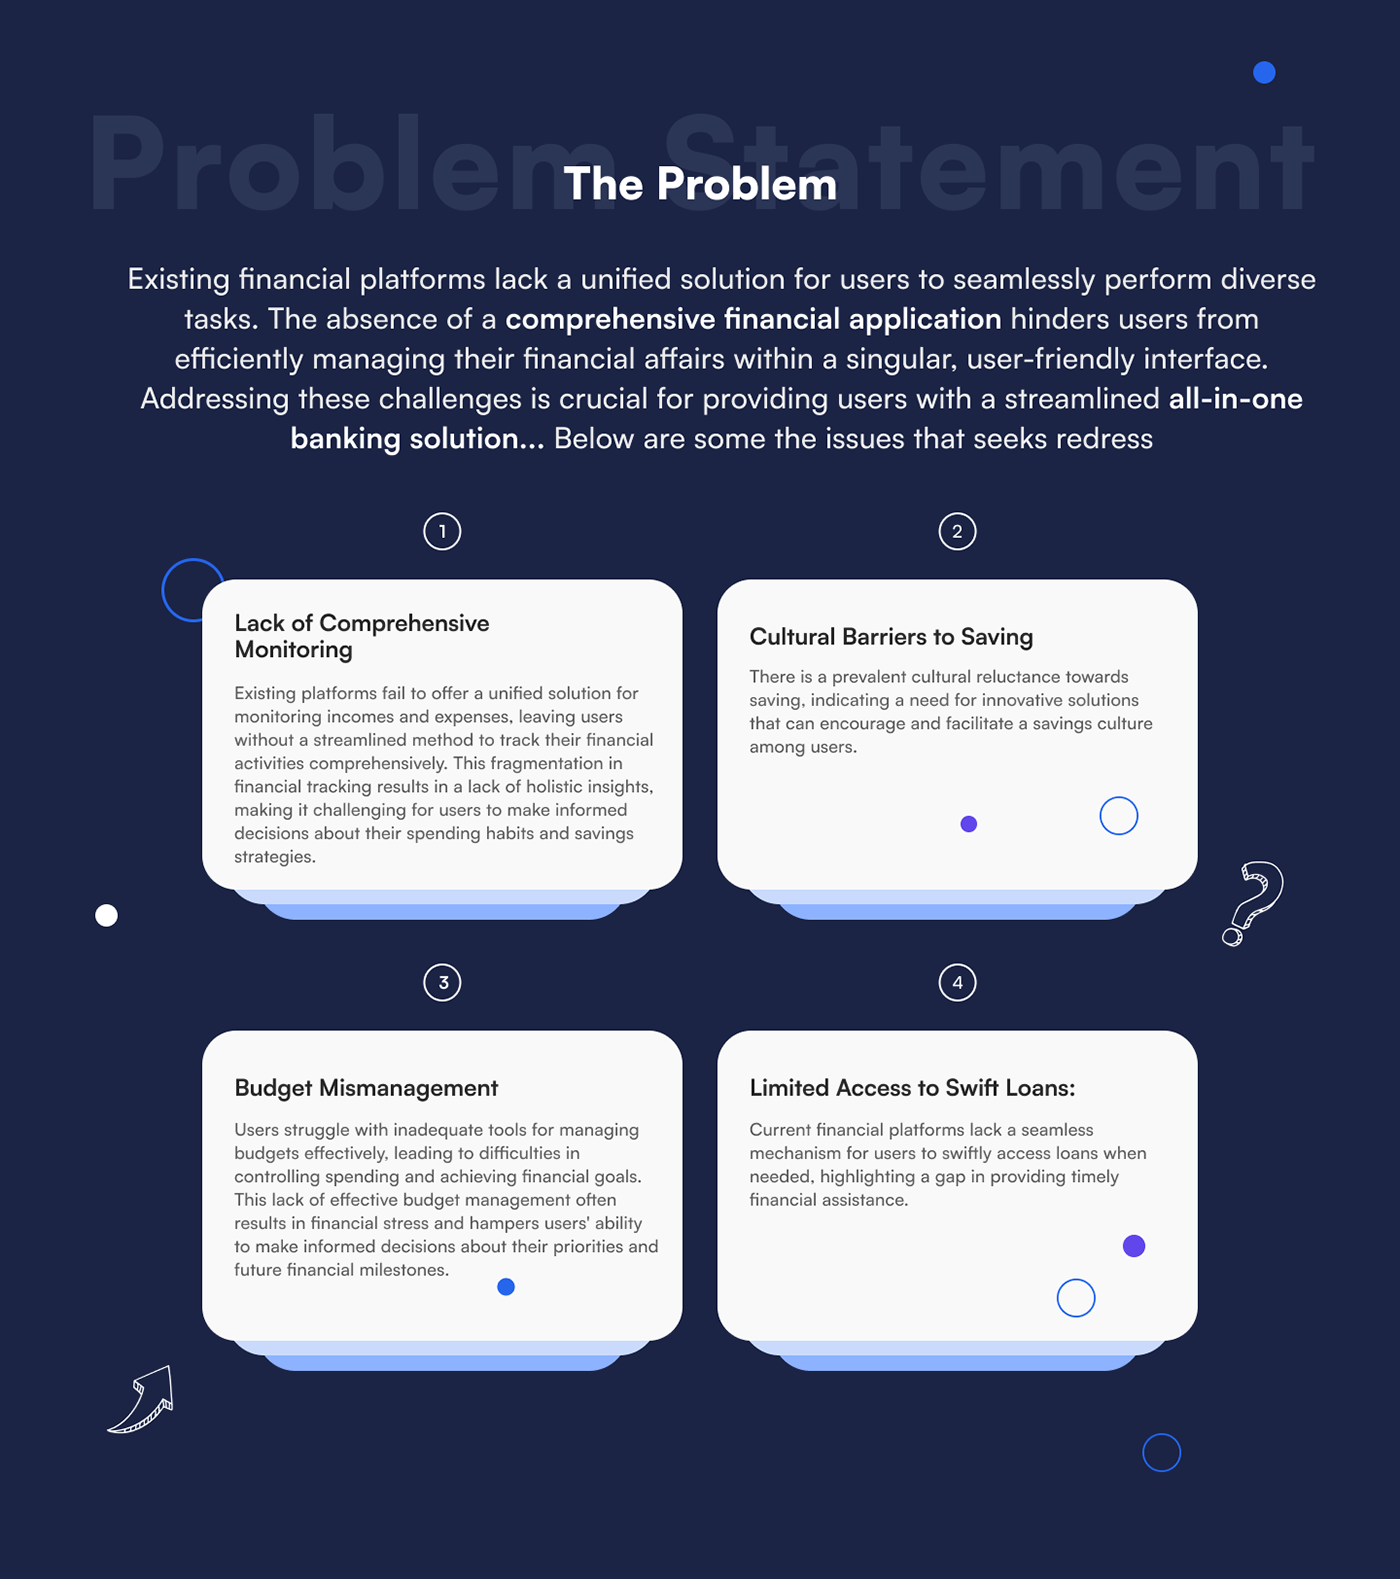 Problem Statement
The Problem
Existing financial platforms lack a unified solution for users to seamlessly perform diverse
tasks. The absence of a comprehensive financial application hinders users from
efficiently managing their financial affairs within a singular, user-friendly interface.
Addressing these challenges is crucial for providing users with a streamlined all-in-one
banking solution... Below are some the issues that seeks redress
1
2
Lack of Comprehensive
Monitoring
Existing platforms fail to offer a unified solution for
monitoring incomes and expenses, leaving users
without a streamlined method to track their financial
activities comprehensively. This fragmentation in
financial tracking results in a lack of holistic insights,
making it challenging for users to make informed
decisions about their spending habits and savings
strategies.
Cultural Barriers to Saving
There is a prevalent cultural reluctance towards
saving, indicating a need for innovative solutions
that can encourage and facilitate a savings culture
among users.
?
3
4
Budget Mismanagement
Users struggle with inadequate tools for managing
budgets effectively, leading to difficulties in
controlling spending and achieving financial goals.
This lack of effective budget management often
results in financial stress and hampers users' ability
to make informed decisions about their priorities and
future financial milestones.
Limited Access to Swift Loans:
Current financial platforms lack a seamless
mechanism for users to swiftly access loans when
needed, highlighting a gap in providing timely
financial assistance.